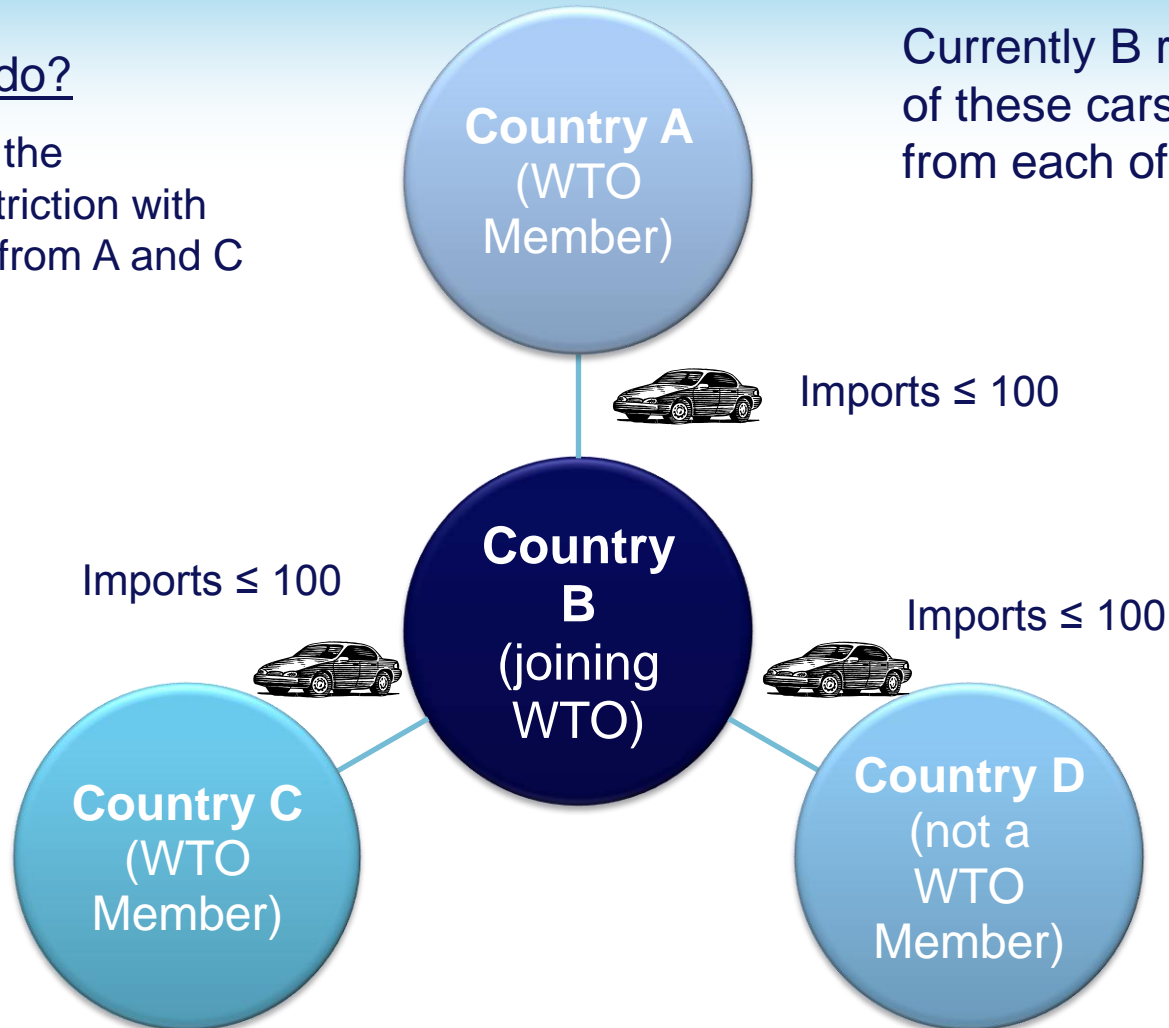 do?
the
triction with
from A and C
Country A
(WTO
Member)
Currently B
of these cars
from each of
Imports ≤ 100
Imports ≤ 100
Country
B
(joining
WTO)
Imports ≤ 100
Country C
(WTO
Member)
Country D
(not a
WTO
Member)